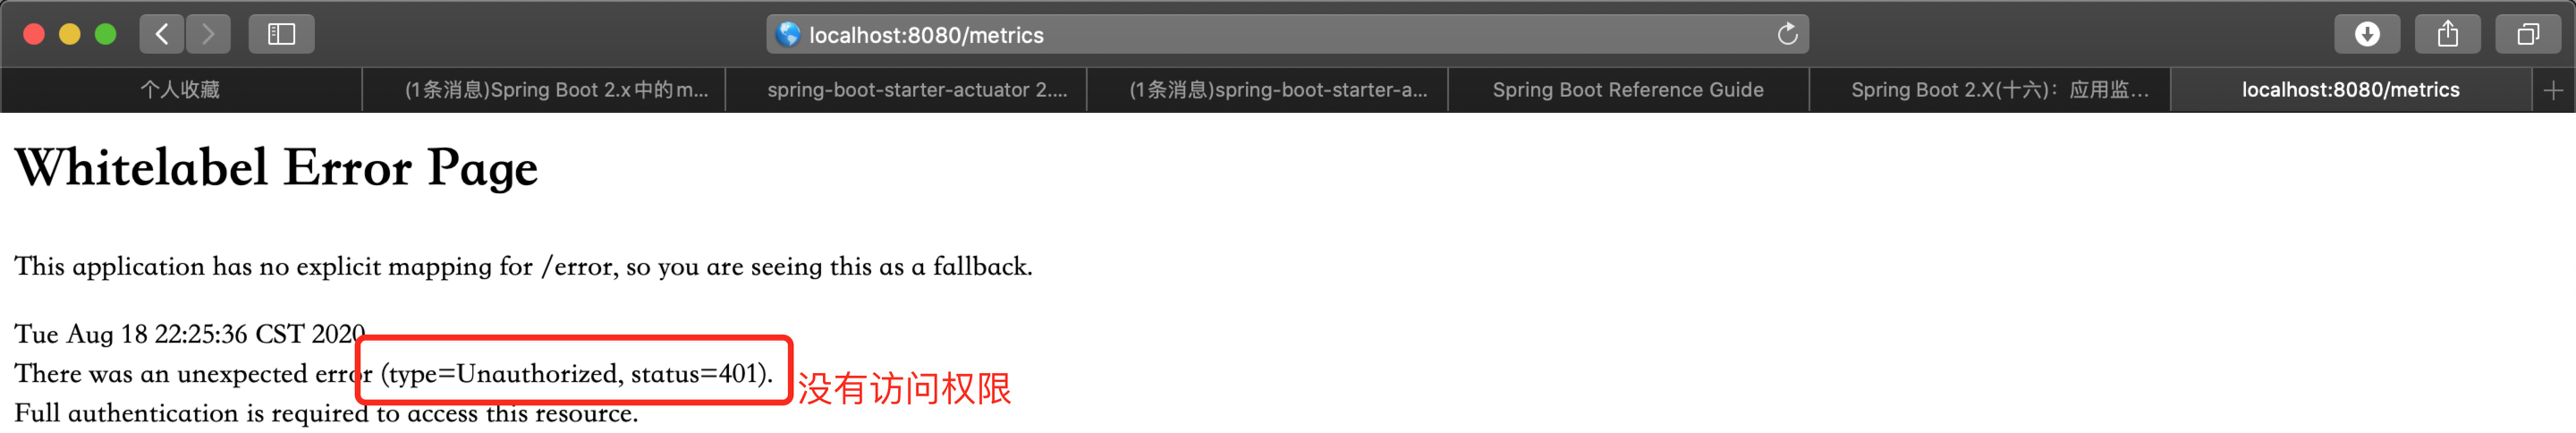 localhost:8080/metrics
个人收藏
(1条消息)Spring Boot 2.x中的m...
spring-boot-starter-actuator 2....
(1条消息)spring-boot-starter-a...
Spring Boot Reference Guide
Spring Boot 2.X(十六)：应用监...
localhost:8080/metrics
Whitelabel Error Page
This application has no explicit mapping for /error, so you are seeing this as a fallback.
Tue Aug 18 22:25:36 CST 2020
There was an unexpected error (type=Unauthorized, status=401).
没有访问权限
Full authentication is required to access this resource.